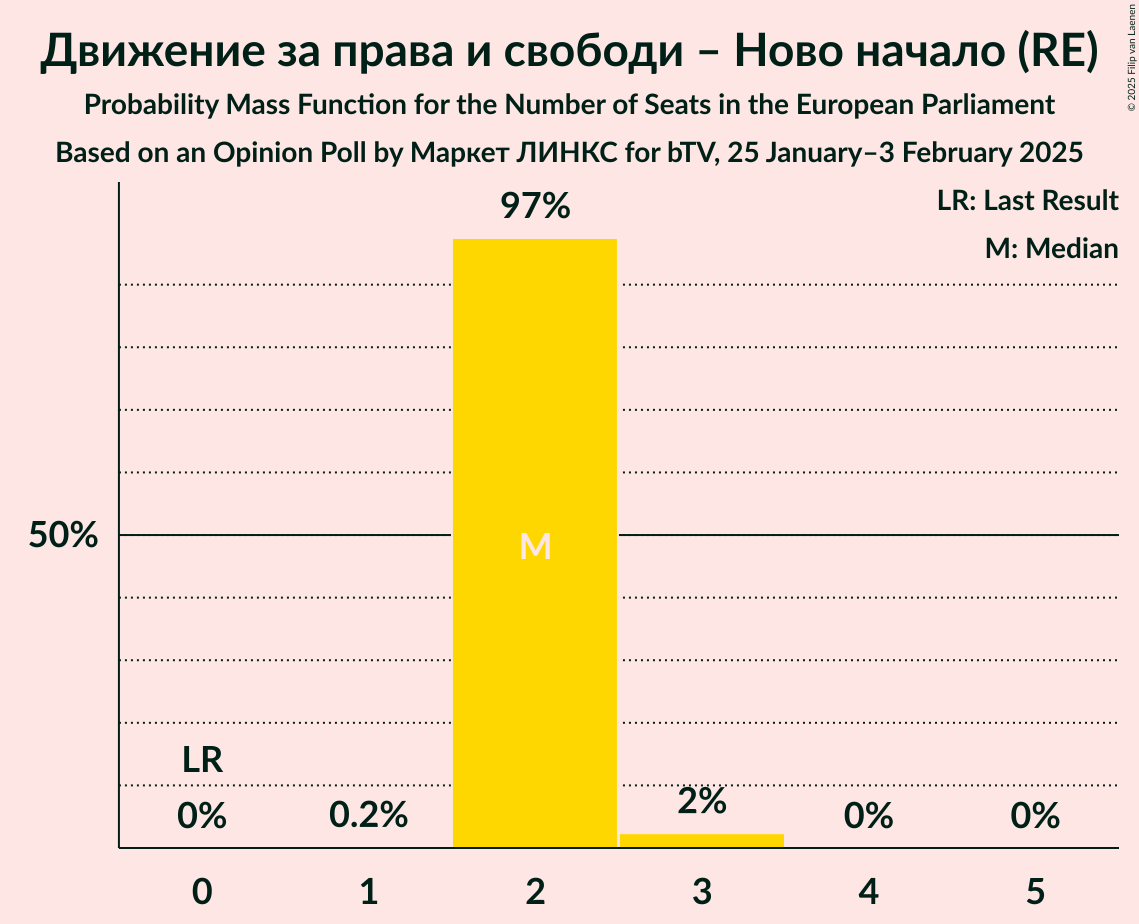 Движение за права и свободи – Ново начало (RE)
Probability Mass Function for the Number of Seats in the European Parliament
Based on an Opinion Poll by Маркет ЛИНКС for bTV, 25 January–3 February 2025
© 2025 Filip van Laenen
LR: Last Result
M: Median
97%
50%
M
LR
0%
0.2%
2%
0%
0%
0
1
2
3
4
5